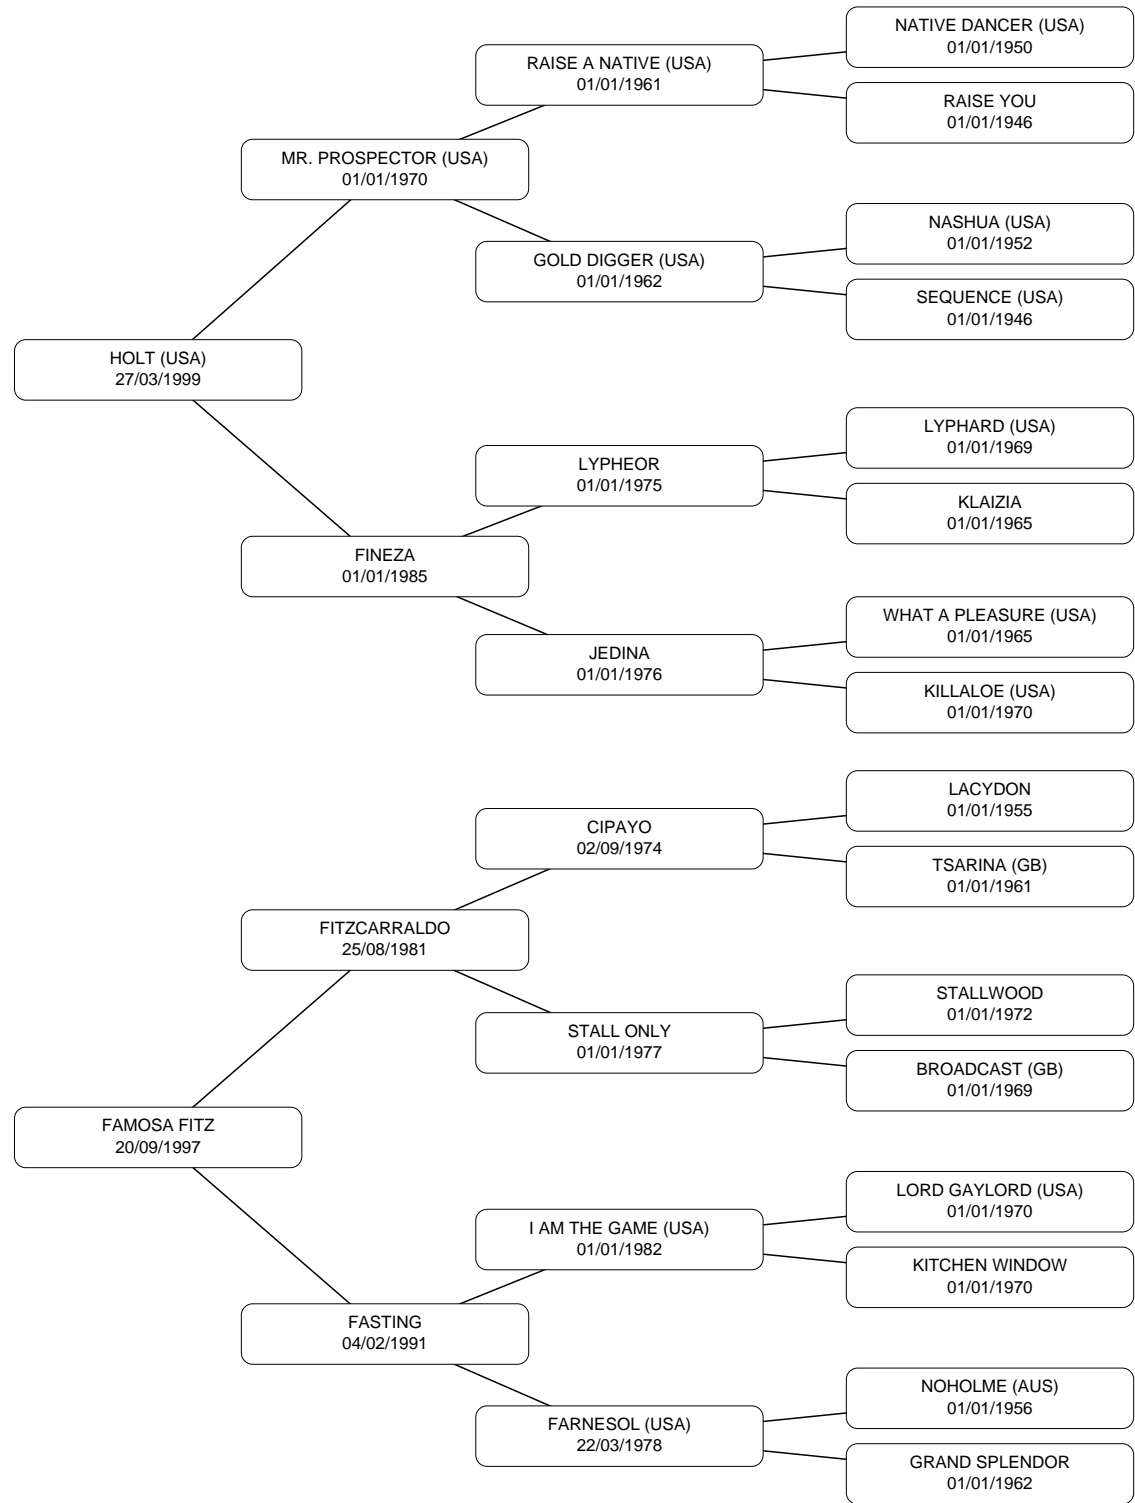 NATIVE DANCER (USA)
01/01/1950
RAISE A NATIVE (USA)
01/01/1961
RAISE YOU
01/01/1946
MR. PROSPECTOR (USA)
01/01/1970
NASHUA (USA)
01/01/1952
GOLD DIGGER (USA)
01/01/1962
SEQUENCE (USA)
01/01/1946
HOLT (USA)
27/03/1999
LYPHARD (USA)
01/01/1969
LYPHEOR
01/01/1975
KLAIZIA
01/01/1965
FINEZA
01/01/1985
WHAT A PLEASURE (USA)
01/01/1965
JEDINA
01/01/1976
KILLALOE (USA)
01/01/1970
LACYDON
01/01/1955
CIPAYO
02/09/1974
TSARINA (GB)
01/01/1961
FITZCARRALDO
25/08/1981
STALLWOOD
01/01/1972
STALL ONLY
01/01/1977
BROADCAST (GB)
01/01/1969
FAMOSA FITZ
20/09/1997
LORD GAYLORD (USA)
01/01/1970
I AM THE GAME (USA)
01/01/1982
KITCHEN WINDOW
01/01/1970
FASTING
04/02/1991
NOHOLME (AUS)
01/01/1956
FARNESOL (USA)
22/03/1978
GRAND SPLENDOR
01/01/1962